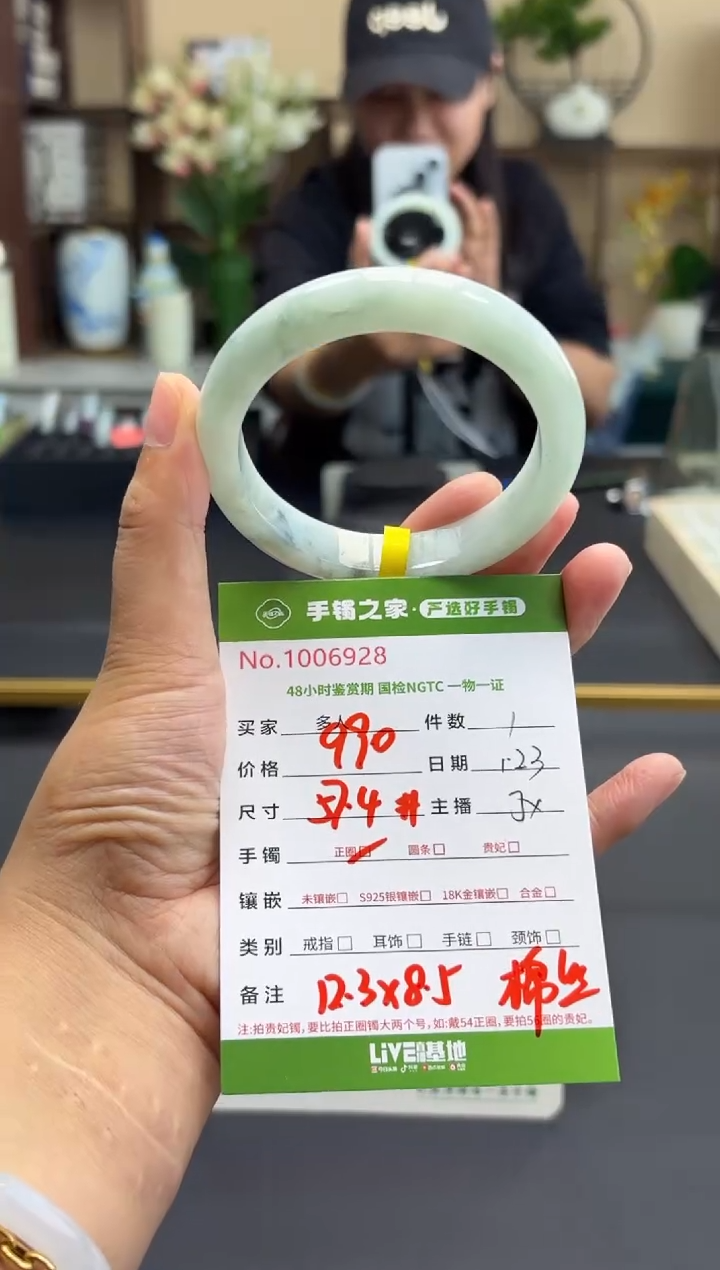 手镯之家·严选好手镯
No.1006928
48小时鉴赏期 国检NGTC 一物一证
买家 多人 件数 1
价格 990 日期 1.23
尺寸 57.4# 主播 JX
手镯 正圈 圆条 贵妃
镶嵌 未镶嵌 S925银镶嵌 18K金镶嵌 合金
类别 戒指 耳饰 手链 颈饰
备注 12.3x8.5 棉
注:拍贵妃镯,要比拍正圈镯大两个号,如:戴54正圈,要拍56圈的贵妃。
LiVE 基地